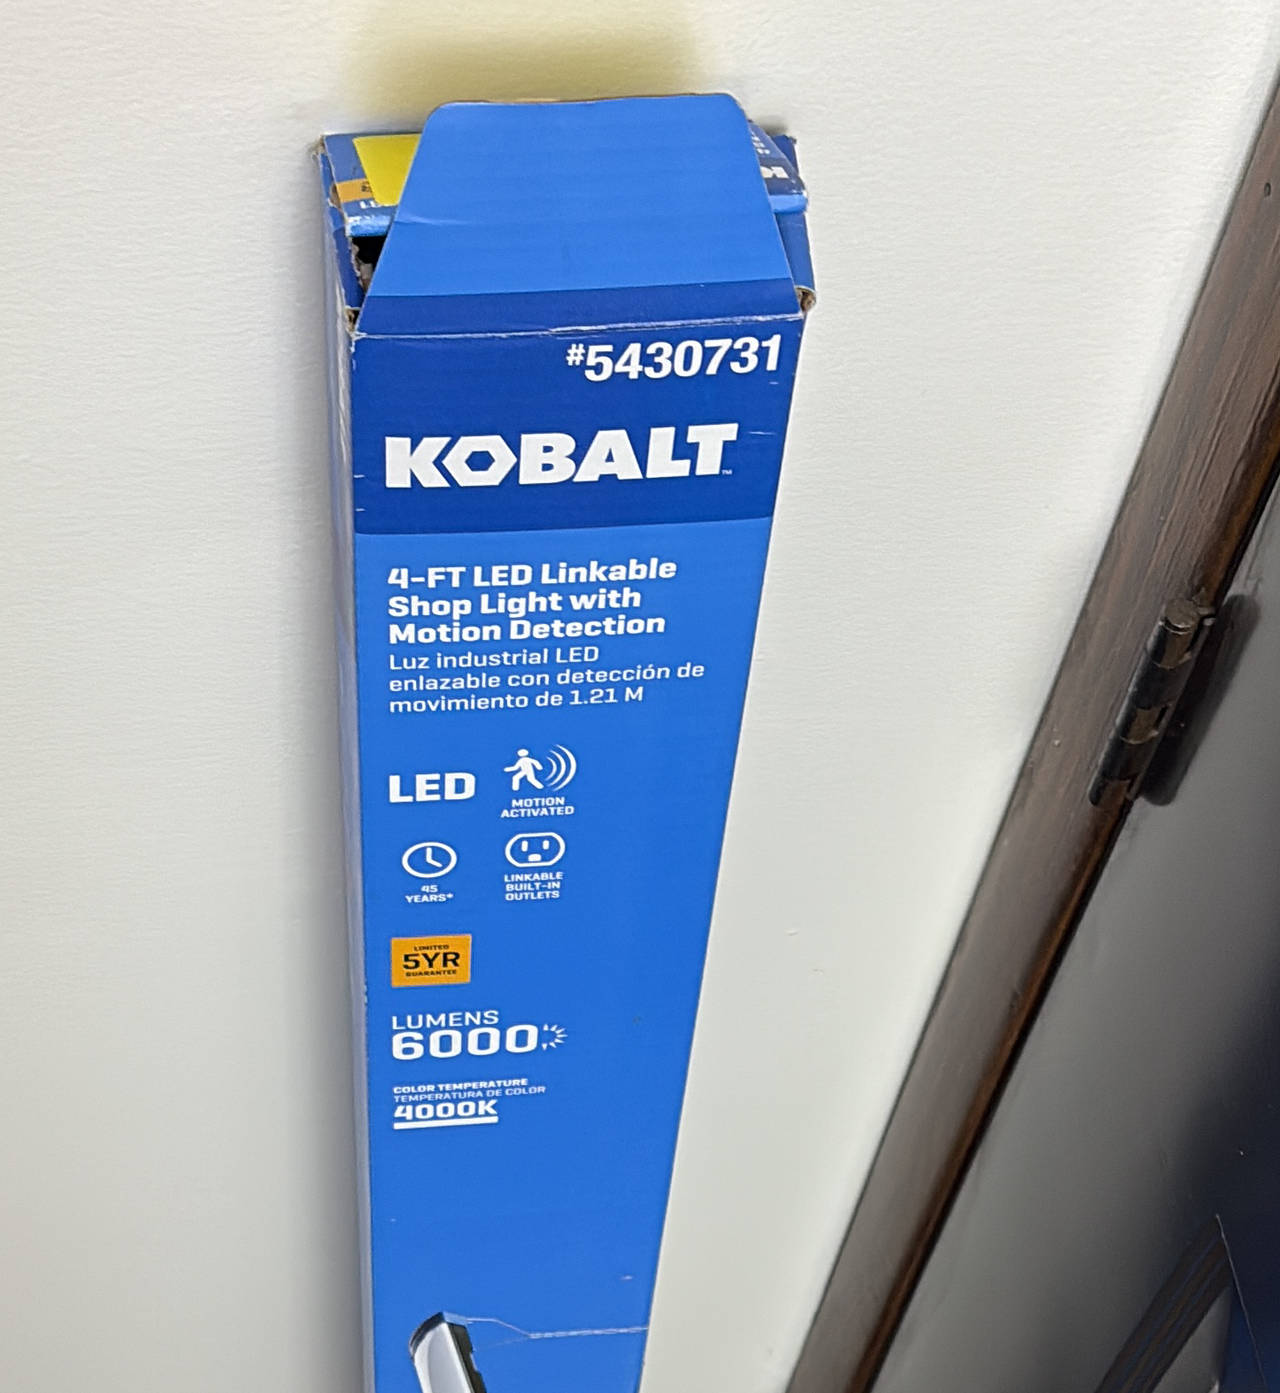 #5430731
KOBALT™
4-FT LED Linkable
Shop Light with
Motion Detection
Luz industrial LED
enlazable con detección de
movimiento de 1.21 M
LED
MOTION
ACTIVATED
45
YEARS*
LINKABLE
BUILT-IN
OUTLETS
LIMITED
5YR
GUARANTEE
LUMENS
6000
COLOR TEMPERATURE
TEMPERATURA DE COLOR
4000K